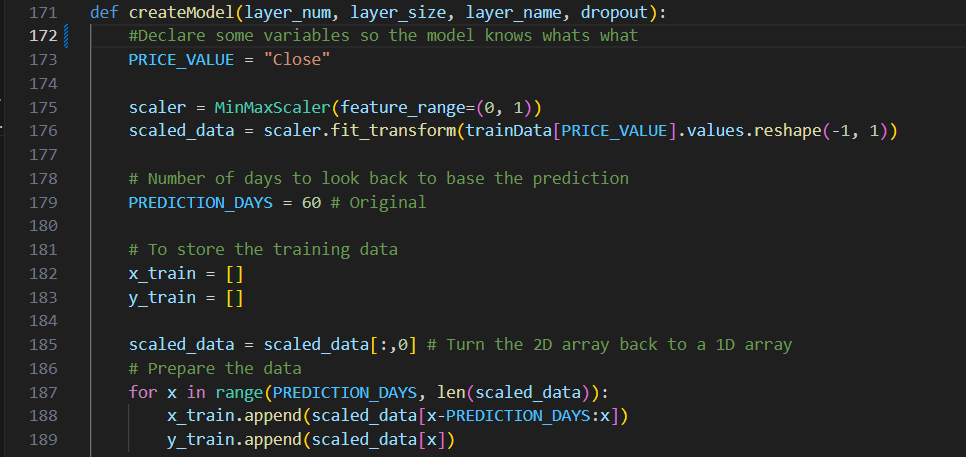 171 def createModel(layer_num, layer_size, layer_name, dropout):
172 #Declare some variables so the model knows whats what
173 PRICE_VALUE = "Close"
174
175 scaler = MinMaxScaler(feature_range=(0, 1))
176 scaled_data = scaler.fit_transform(trainData[PRICE_VALUE].values.reshape(-1, 1))
177
178 # Number of days to look back to base the prediction
179 PREDICTION_DAYS = 60 # Original
180
181 # To store the training data
182 x_train = []
183 y_train = []
184
185 scaled_data = scaled_data[:,0] # Turn the 2D array back to a 1D array
186 # Prepare the data
187 for x in range(PREDICTION_DAYS, len(scaled_data)):
188 x_train.append(scaled_data[x-PREDICTION_DAYS:x])
189 y_train.append(scaled_data[x])